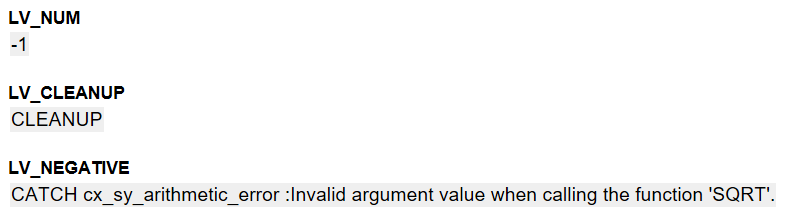 LV_NUM
-1
LV_CLEANUP
CLEANUP
LV_NEGATIVE
CATCH cx_sy_arithmetic_error :Invalid argument value when calling the function 'SQRT'.